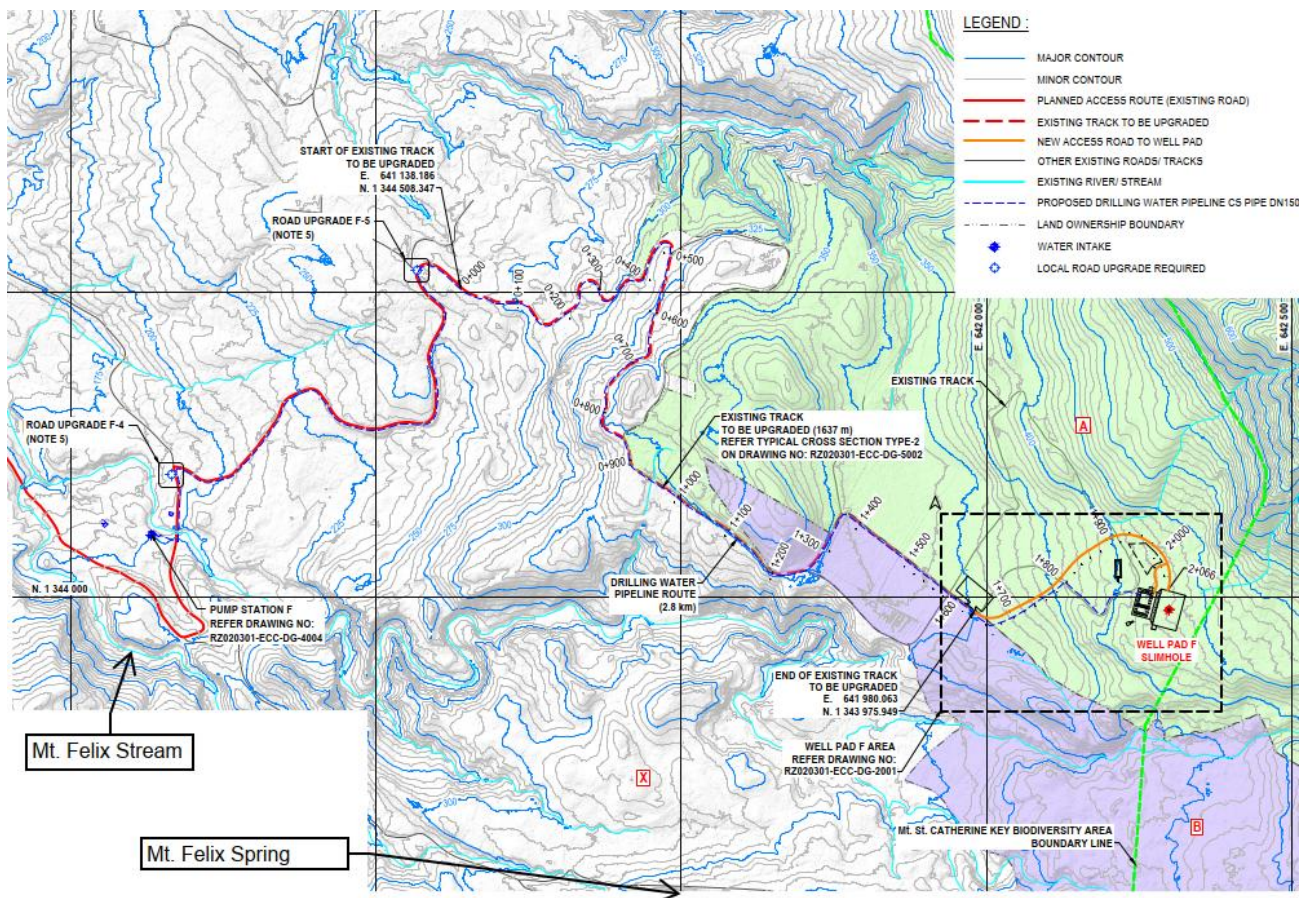 LEGEND :
MAJOR CONTOUR
MINOR CONTOUR
PLANNED ACCESS ROUTE (EXISTING ROAD)
EXISTING TRACK TO BE UPGRADED
NEW ACCESS ROAD TO WELL PAD
OTHER EXISTING ROADS/ TRACKS
EXISTING RIVER/ STREAM
PROPOSED DRILLING WATER PIPELINE CS PIPE DN150
LAND OWNERSHIP BOUNDARY
WATER INTAKE
LOCAL ROAD UPGRADE REQUIRED
START OF EXISTING TRACK
TO BE UPGRADED
E. 641 138.186
N. 1 344 508.347
ROAD UPGRADE F-5
(NOTE 5)
0+000
0+100
0+200
0+300
0+400
0+500
0+600
0+700
0+800
0+900
1+000
1+100
1+200
1+300
1+400
1+500
1+600
1+700
1+800
1+900
2+000
2+066
E. 642 000
E. 642 500
EXISTING TRACK
A
ROAD UPGRADE F-4
(NOTE 5)
EXISTING TRACK
TO BE UPGRADED (1637 m)
REFER TYPICAL CROSS SECTION TYPE-2
ON DRAWING NO: RZ020301-ECC-DG-5002
N. 1 344 000
PUMP STATION F
REFER DRAWING NO:
RZ020301-ECC-DG-4004
DRILLING WATER
PIPELINE ROUTE
(2.8 km)
WELL PAD F
SLIMHOLE
END OF EXISTING TRACK
TO BE UPGRADED
E. 641 980.063
N. 1 343 975.949
WELL PAD F AREA
REFER DRAWING NO:
RZ020301-ECC-DG-2001
Mt. Felix Stream
X
B
Mt. St. CATHERINE KEY BIODIVERSITY AREA
BOUNDARY LINE
Mt. Felix Spring